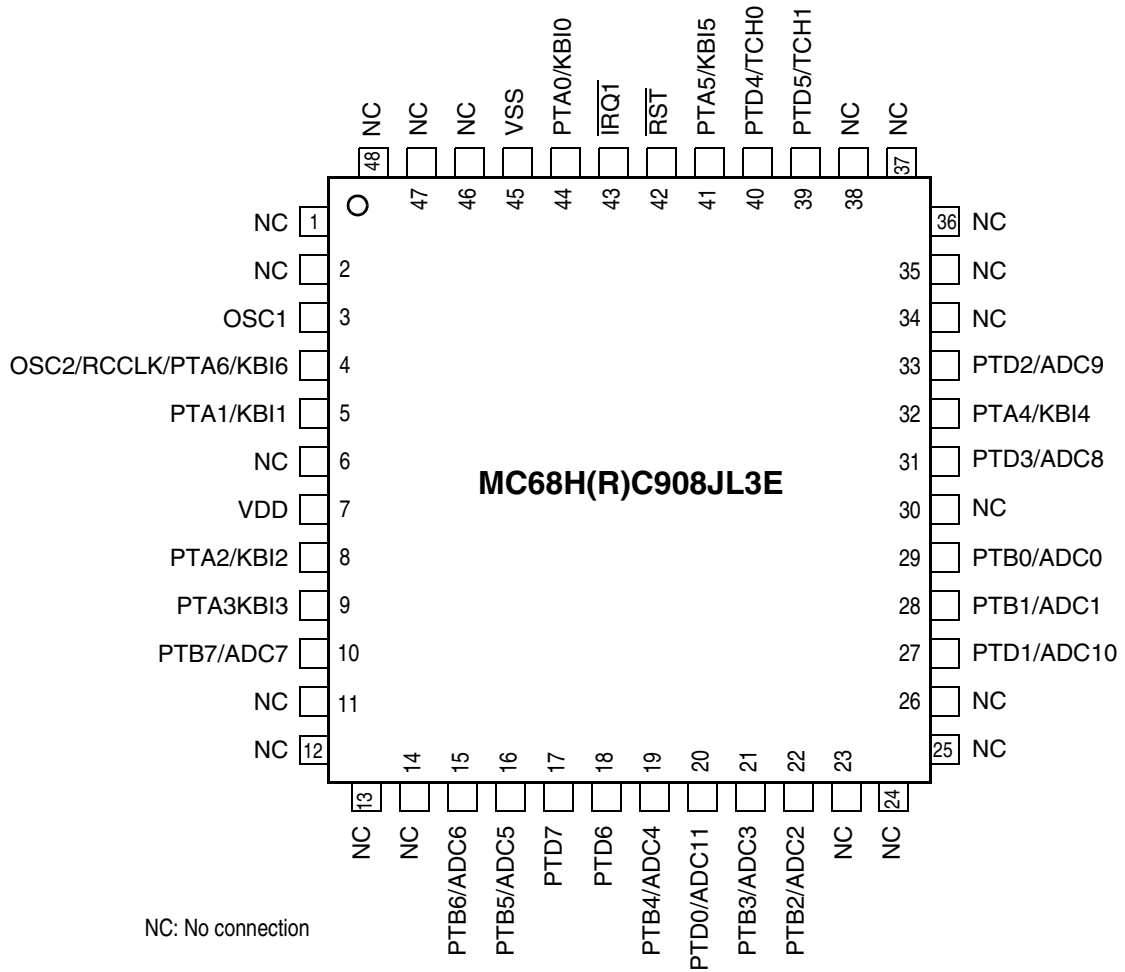 NC
NC
NC
VSS
PTA0/KBI0
IRQ1
RST
PTA5/KBI5
PTD4/TCH0
PTD5/TCH1
NC
NC
48
47
46
45
44
43
42
41
40
39
38
37
NC 1
NC 2
OSC1 3
OSC2/RCCLK/PTA6/KBI6 4
PTA1/KBI1 5
NC 6
VDD 7
PTA2/KBI2 8
PTA3KBI3 9
PTB7/ADC7 10
NC 11
NC 12
MC68H(R)C908JL3E
36 NC
35 NC
34 NC
33 PTD2/ADC9
32 PTA4/KBI4
31 PTD3/ADC8
30 NC
29 PTB0/ADC0
28 PTB1/ADC1
27 PTD1/ADC10
26 NC
25 NC
13
14
15
16
17
18
19
20
21
22
23
24
NC
NC
PTB6/ADC6
PTB5/ADC5
PTD7
PTD6
PTB4/ADC4
PTD0/ADC11
PTB3/ADC3
PTB2/ADC2
NC
NC
NC: No connection